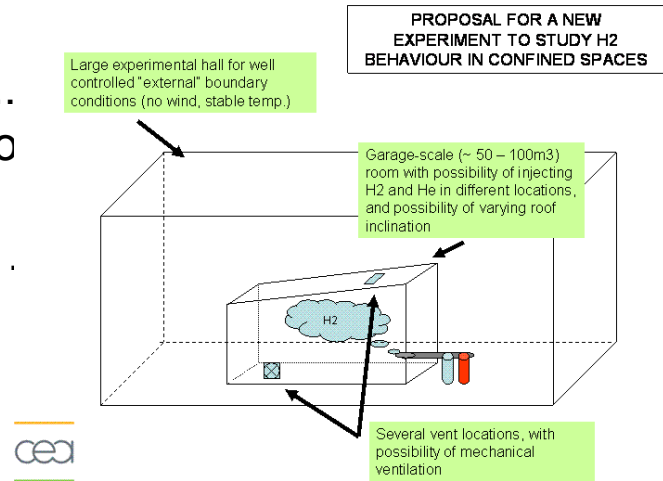 PROPOSAL FOR A NEW
EXPERIMENT TO STUDY H2
BEHAVIOUR IN CONFINED SPACES
Large experimental hall for well
controlled "external" boundary
conditions (no wind, stable temp.)
Garage-scale (~ 50 – 100m3)
room with possibility of injecting
H2 and He in different locations,
and possibility of varying roof
inclination
H2
Several vent locations, with
possibility of mechanical
ventilation
cea